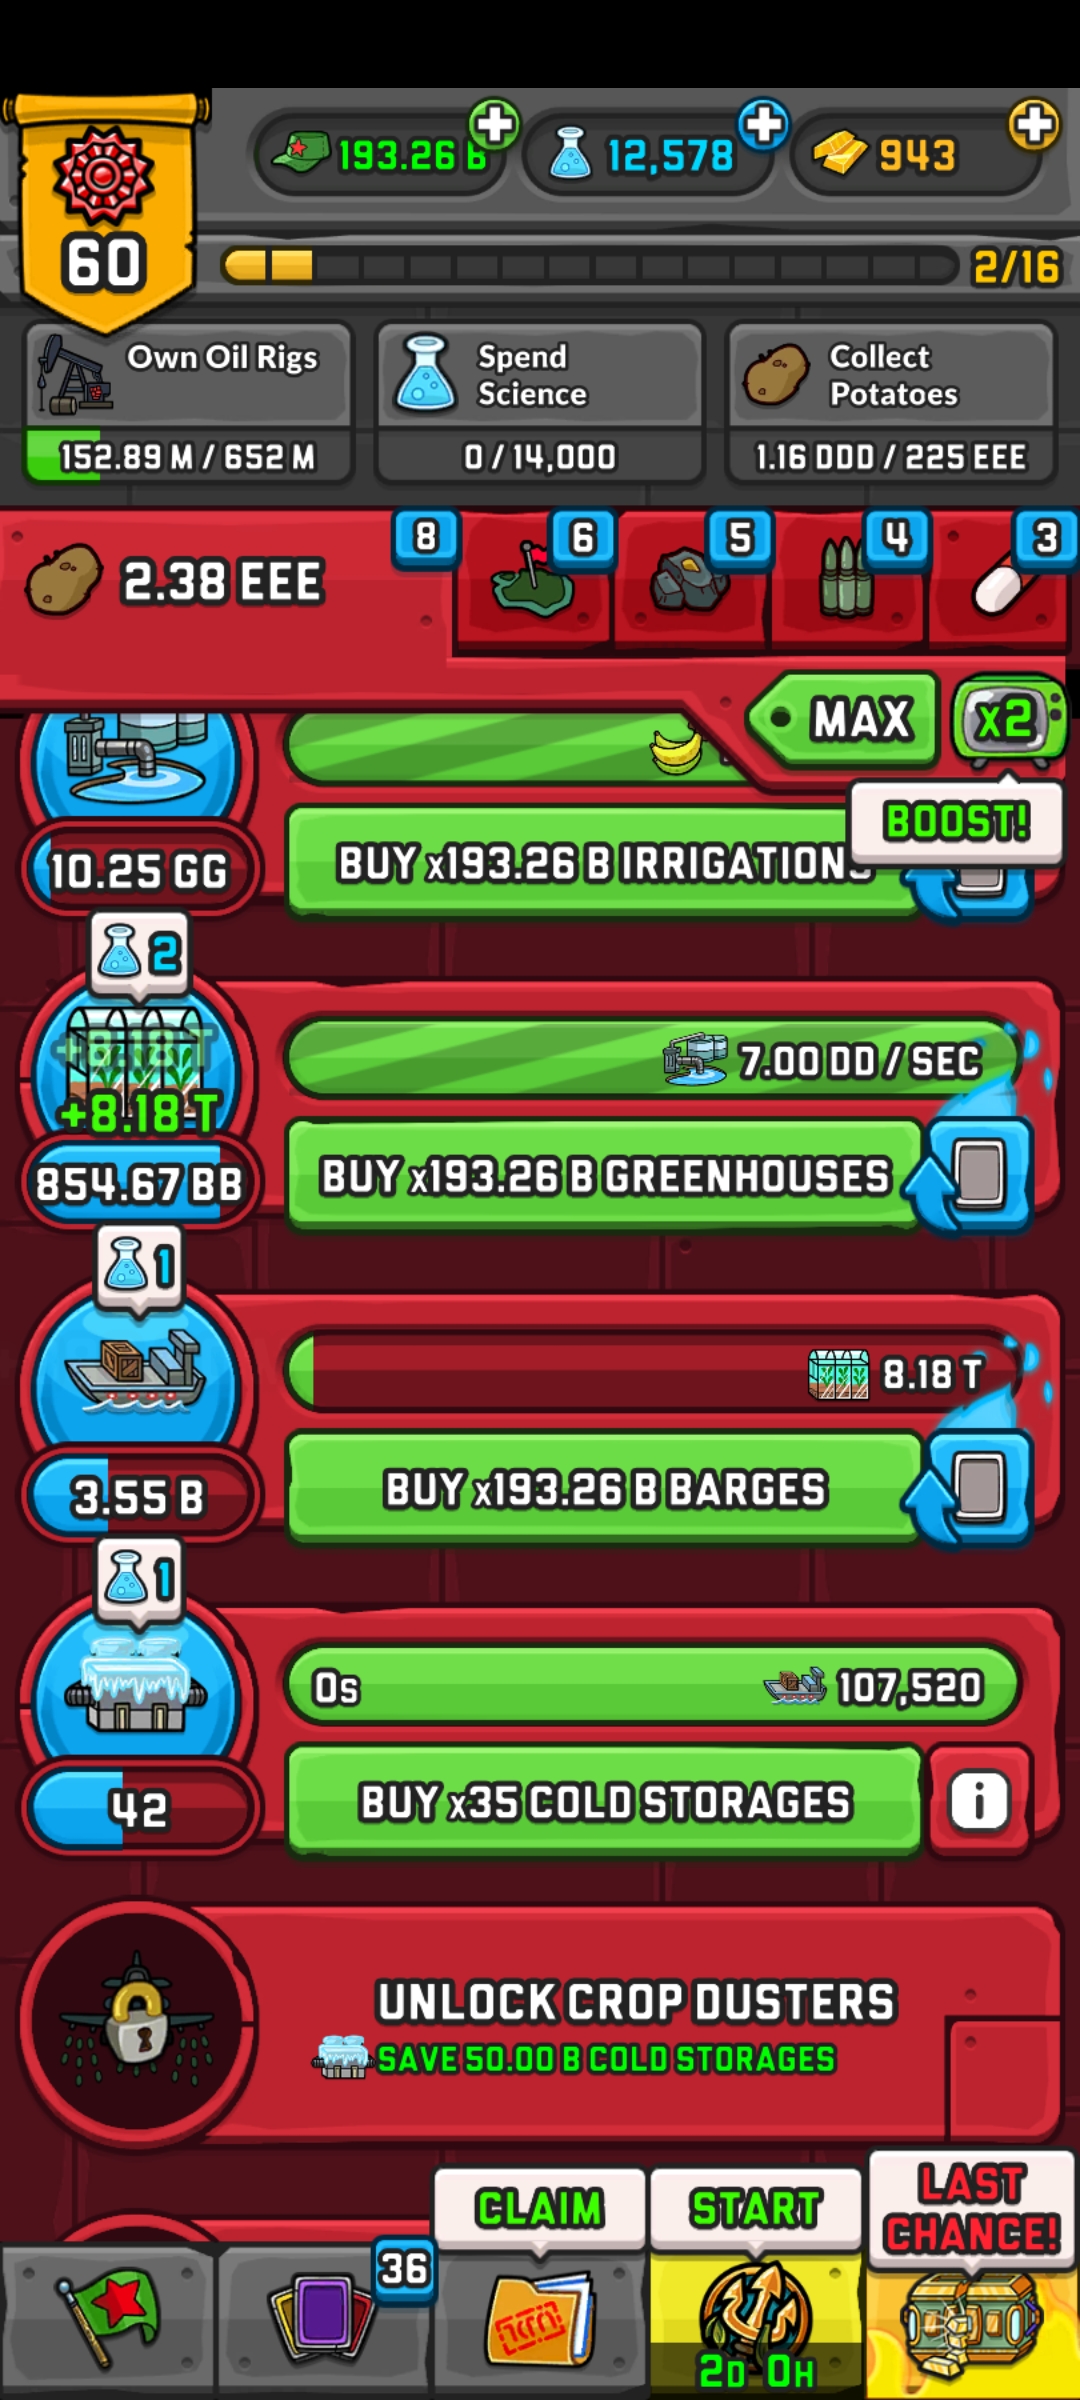 193.26 B
12,578
943
60
2/16
Own Oil Rigs
152.89 M / 652 M
Spend
Science
0 / 14,000
Collect
Potatoes
1.16 DDD / 225 EEE
2.38 EEE
8
6
5
4
3
MAX
x2
BOOST!
10.25 GG
BUY x193.26 B IRRIGATIONS
2
+8.18 T
+8.18 T
854.67 BB
7.00 DD / SEC
BUY x193.26 B GREENHOUSES
1
3.55 B
8.18 T
BUY x193.26 B BARGES
1
42
0s
107,520
BUY x35 COLD STORAGES
i
UNLOCK CROP DUSTERS
SAVE 50.00 B COLD STORAGES
36
CLAIM
START
2D 0H
LAST
CHANCE!